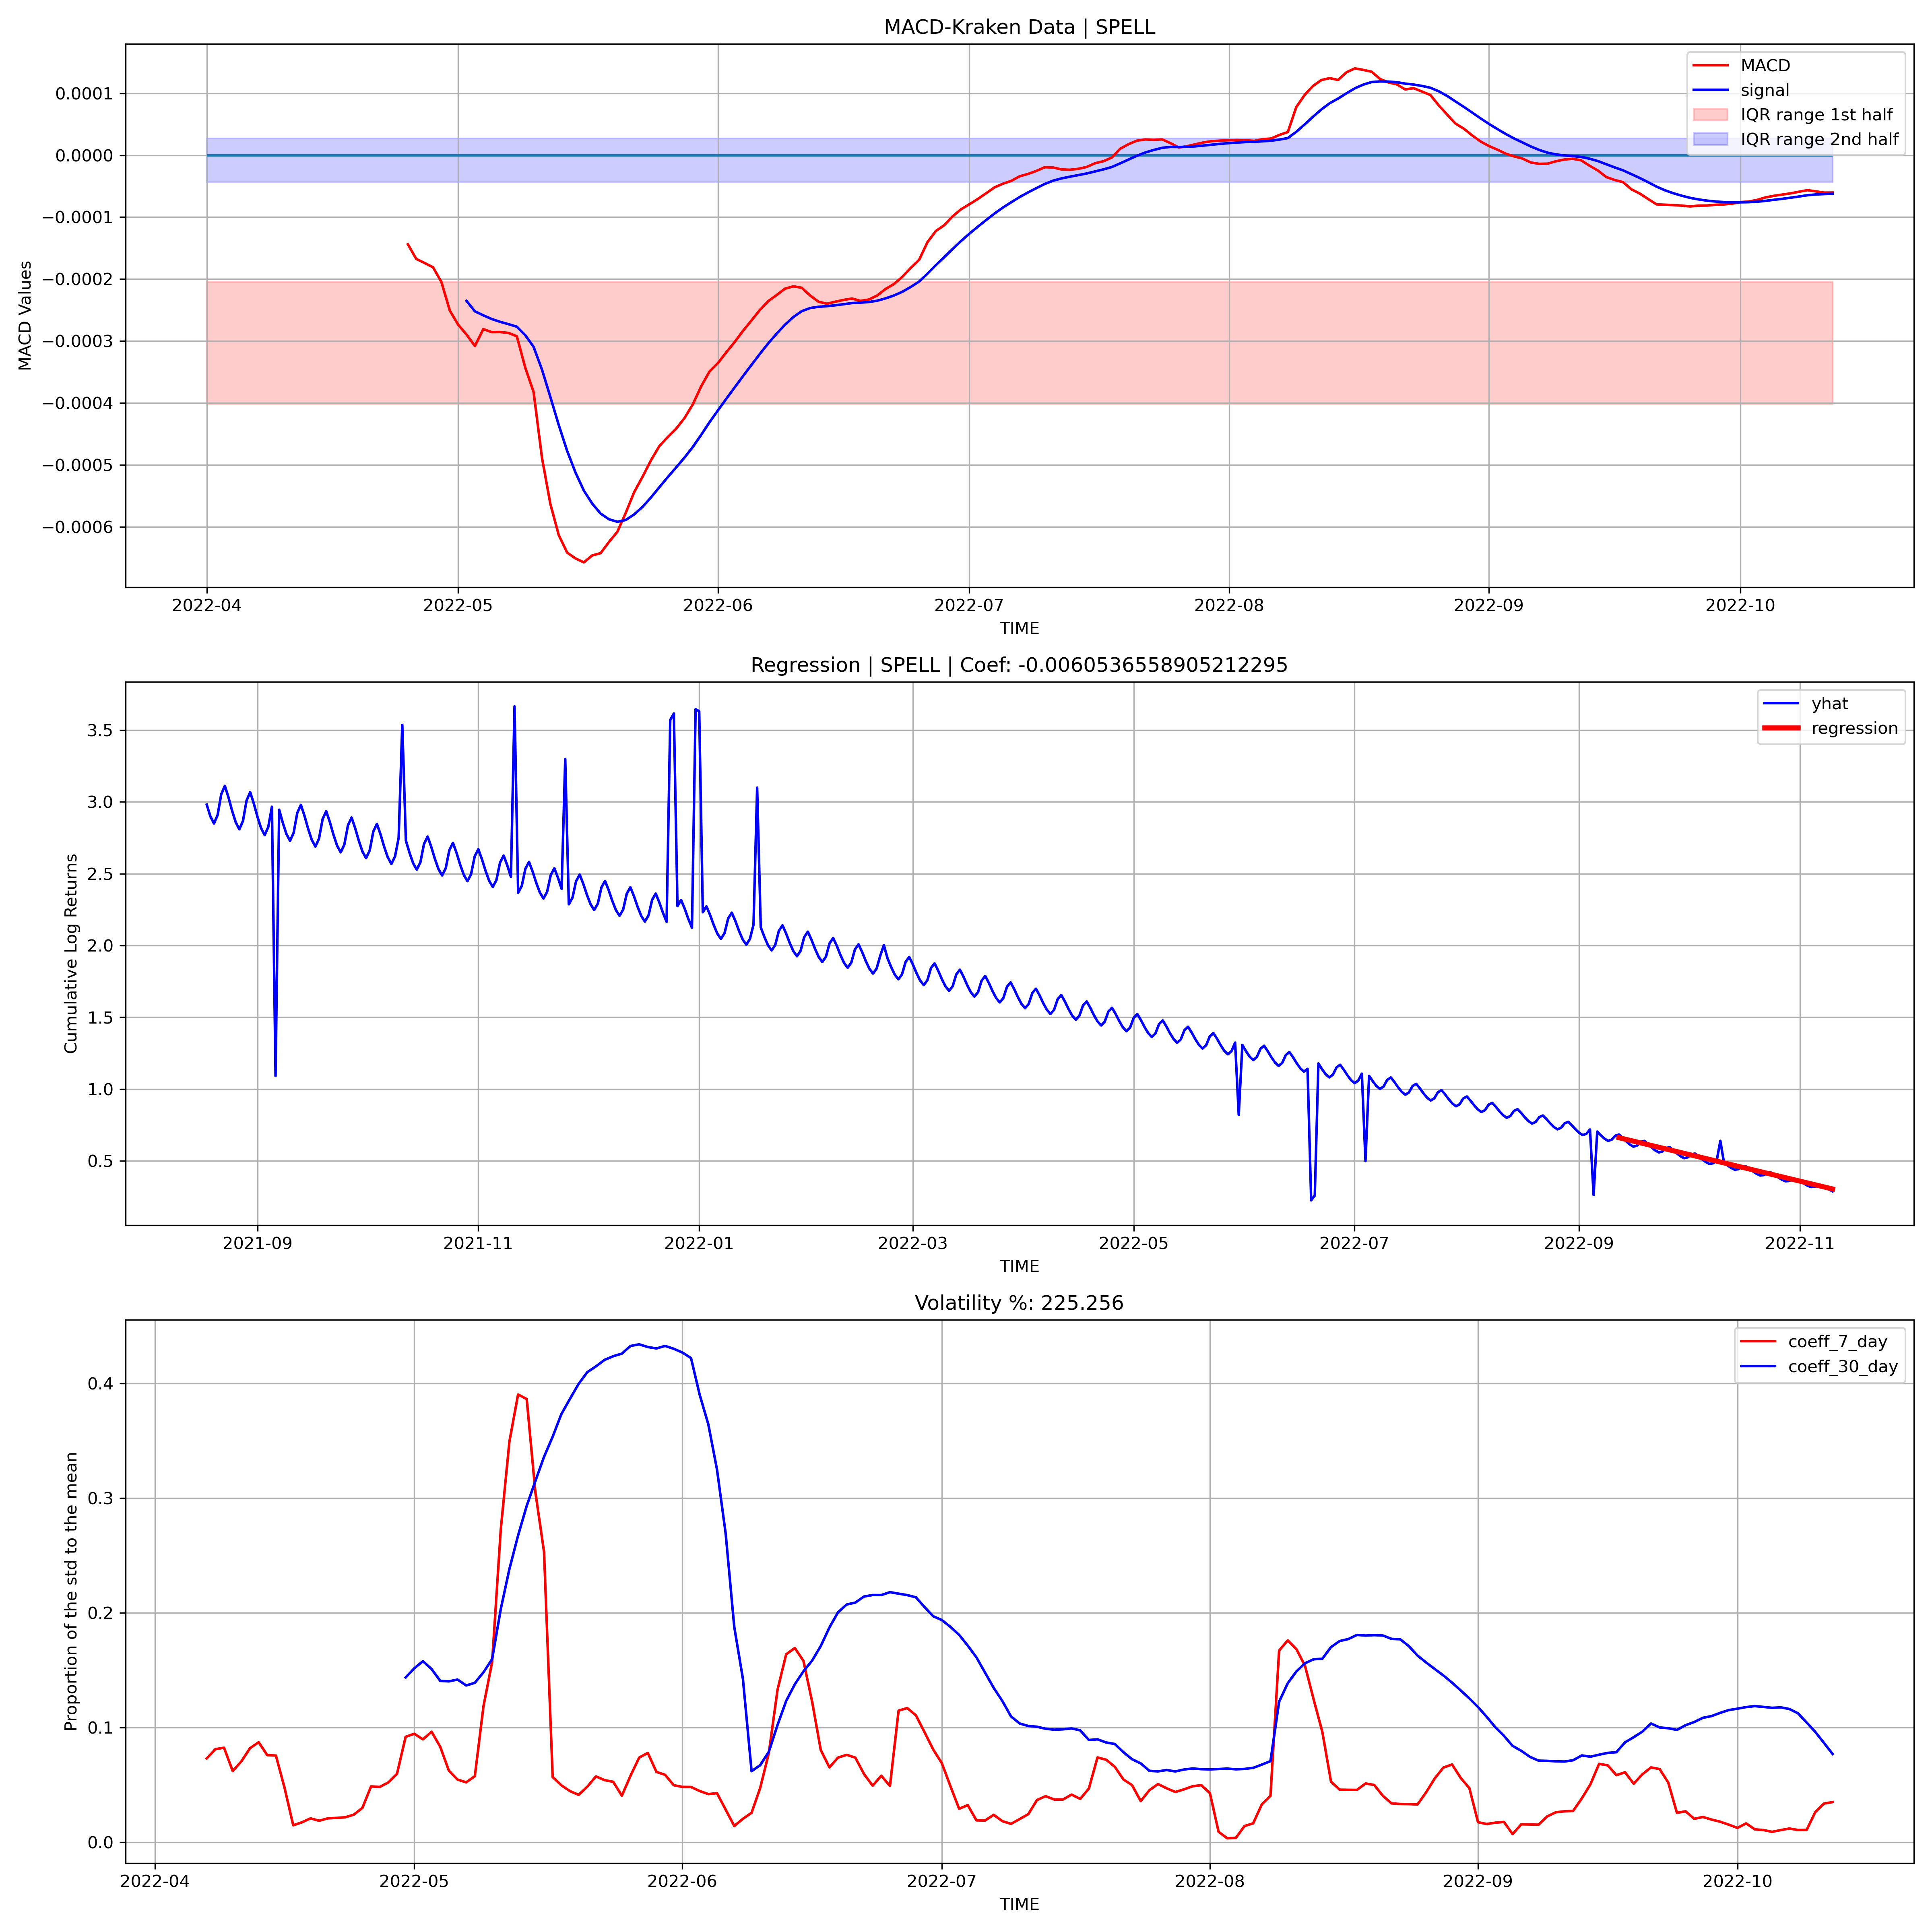 MACD-Kraken Data | SPELL
MACD
signal
IQR range 1st half
IQR range 2nd half
MACD Values
0.0001
0.0000
−0.0001
−0.0002
−0.0003
−0.0004
−0.0005
−0.0006
2022-04 2022-05 2022-06 2022-07 2022-08 2022-09 2022-10
TIME
Regression | SPELL | Coef: -0.0060536558905212295
yhat
regression
Cumulative Log Returns
3.5
3.0
2.5
2.0
1.5
1.0
0.5
2021-09 2021-11 2022-01 2022-03 2022-05 2022-07 2022-09 2022-11
TIME
Volatility %: 225.256
coeff_7_day
coeff_30_day
Proportion of the std to the mean
0.4
0.3
0.2
0.1
0.0
2022-04 2022-05 2022-06 2022-07 2022-08 2022-09 2022-10
TIME